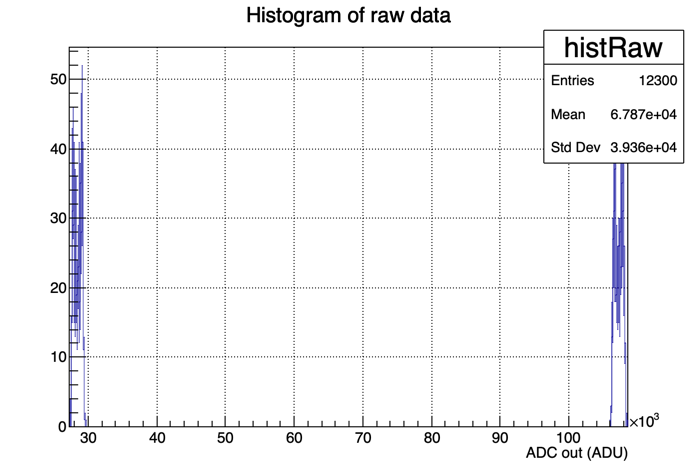 Histogram of raw data
histRaw
Entries 12300
Mean 6.787e+04
Std Dev 3.936e+04
50
40
30
20
10
0
30 40 50 60 70 80 90 100
×10³
ADC out (ADU)